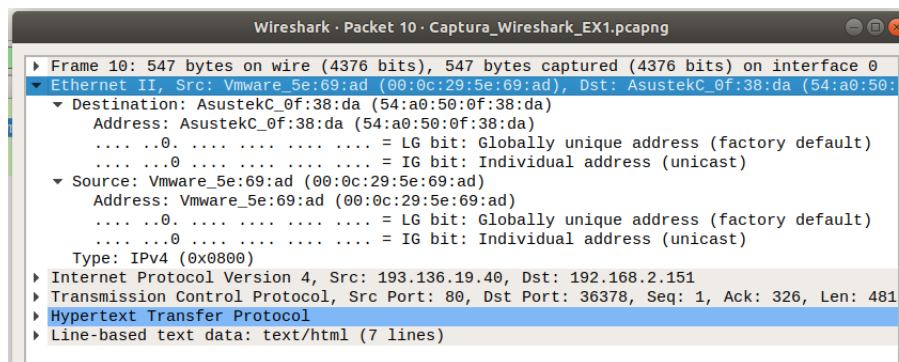 Wireshark · Packet 10 · Captura_Wireshark_EX1.pcapng
Frame 10: 547 bytes on wire (4376 bits), 547 bytes captured (4376 bits) on interface 0
Ethernet II, Src: Vmware_5e:69:ad (00:0c:29:5e:69:ad), Dst: AsustekC_0f:38:da (54:a0:50:
Destination: AsustekC_0f:38:da (54:a0:50:0f:38:da)
Address: AsustekC_0f:38:da (54:a0:50:0f:38:da)
.... ..0. .... .... .... .... = LG bit: Globally unique address (factory default)
.... ...0 .... .... .... .... = IG bit: Individual address (unicast)
Source: Vmware_5e:69:ad (00:0c:29:5e:69:ad)
Address: Vmware_5e:69:ad (00:0c:29:5e:69:ad)
.... ..0. .... .... .... .... = LG bit: Globally unique address (factory default)
.... ...0 .... .... .... .... = IG bit: Individual address (unicast)
Type: IPv4 (0x0800)
Internet Protocol Version 4, Src: 193.136.19.40, Dst: 192.168.2.151
Transmission Control Protocol, Src Port: 80, Dst Port: 36378, Seq: 1, Ack: 326, Len: 481
Hypertext Transfer Protocol
Line-based text data: text/html (7 lines)